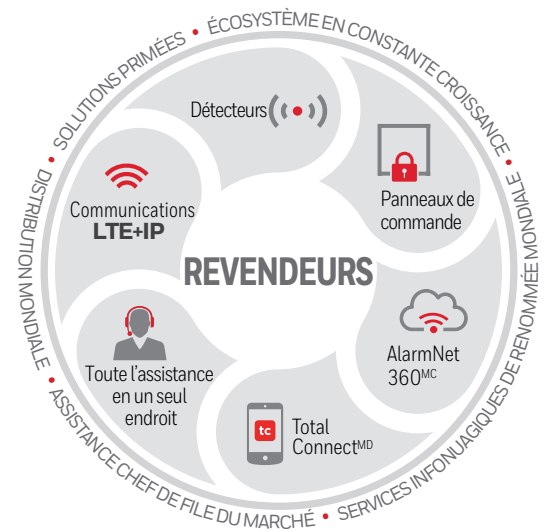 SOLUTIONS PRIMÉES • ÉCOSYSTÈME EN CONSTANTE CROISSANCE • SERVICES INFONUAGIQUES DE RENOMMÉE MONDIALE • ASSISTANCE CHEF DE FILE DU MARCHÉ • DISTRIBUTION MONDIALE •
Détecteurs
Panneaux de
commande
AlarmNet
360MC
tc
Total
ConnectMD
Toute l'assistance
en un seul
endroit
Communications
LTE+IP
REVENDEURS